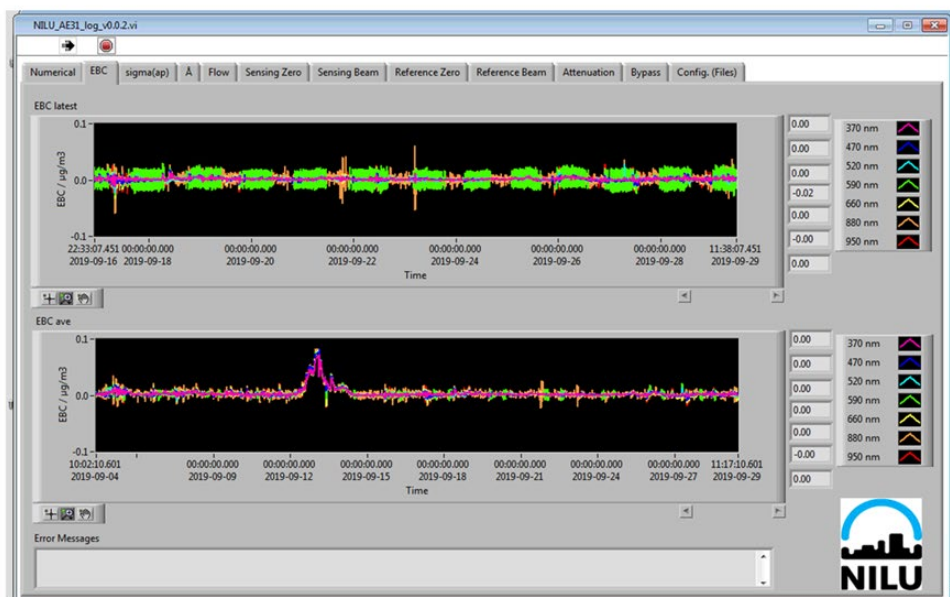 NILU_AE31_log_v0.0.2.vi
Numerical EBC sigma(ap) Å Flow Sensing Zero Sensing Beam Reference Zero Reference Beam Attenuation Bypass Config. (Files)
EBC latest
0.1
0.0
-0.1
EBC / µg/m3
22:33:07.451 00:00:00.000 00:00:00.000 00:00:00.000 00:00:00.000 00:00:00.000 00:00:00.000 11:38:07.451
2019-09-16 2019-09-18 2019-09-20 2019-09-22 2019-09-24 2019-09-26 2019-09-28 2019-09-29
Time
0.00
0.00
0.00
-0.02
0.00
-0.00
0.00
370 nm
470 nm
520 nm
590 nm
660 nm
880 nm
950 nm
EBC ave
0.1
0.0
-0.1
EBC / µg/m3
10:02:10.601 00:00:00.000 00:00:00.000 00:00:00.000 00:00:00.000 00:00:00.000 00:00:00.000 00:00:00.000 11:17:10.601
2019-09-04 2019-09-09 2019-09-12 2019-09-15 2019-09-18 2019-09-21 2019-09-24 2019-09-27 2019-09-29
Time
0.00
0.00
0.00
0.00
0.00
-0.00
0.00
370 nm
470 nm
520 nm
590 nm
660 nm
880 nm
950 nm
Error Messages
NILU